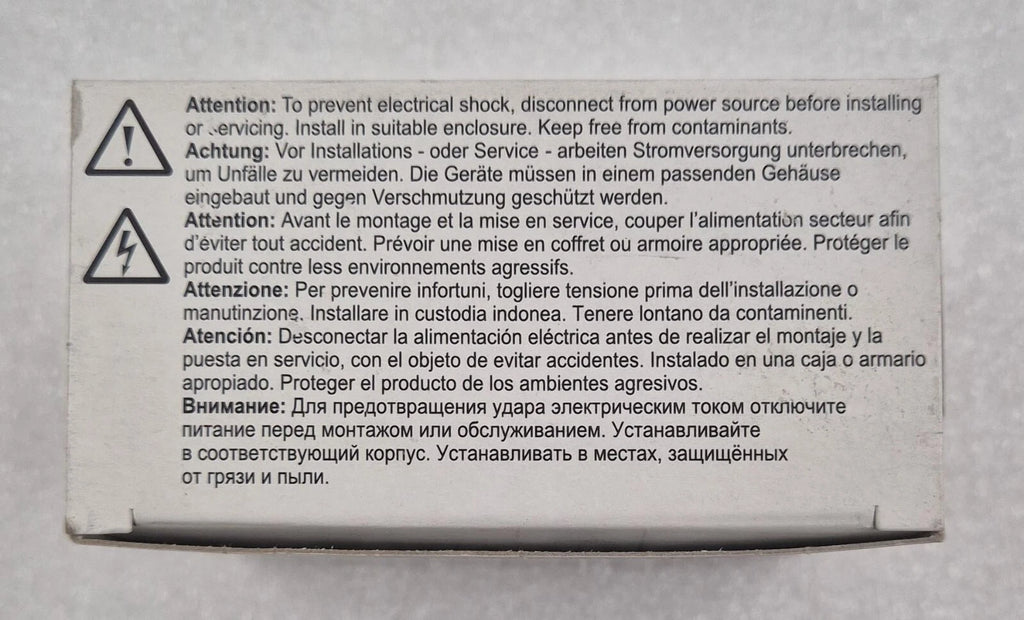 Attention: To prevent electrical shock, disconnect from power source before installing
or servicing. Install in suitable enclosure. Keep free from contaminants.
Achtung: Vor Installations - oder Service - arbeiten Stromversorgung unterbrechen,
um Unfälle zu vermeiden. Die Geräte müssen in einem passenden Gehäuse
eingebaut und gegen Verschmutzung geschützt werden.
Attention: Avant le montage et la mise en service, couper l'alimentation secteur afin
d'éviter tout accident. Prévoir une mise en coffret ou armoire appropriée. Protéger le
produit contre less environnements agressifs.
Attenzione: Per prevenire infortuni, togliere tensione prima dell'installazione o
manutinzione. Installare in custodia indonea. Tenere lontano da contaminenti.
Atención: Desconectar la alimentación eléctrica antes de realizar el montaje y la
puesta en servicio, con el objeto de evitar accidentes. Instalado en una caja o armario
apropiado. Proteger el producto de los ambientes agresivos.
Внимание: Для предотвращения удара электрическим током отключите
питание перед монтажом или обслуживанием. Устанавливайте
в соответствующий корпус. Устанавливать в местах, защищённых
от грязи и пыли.